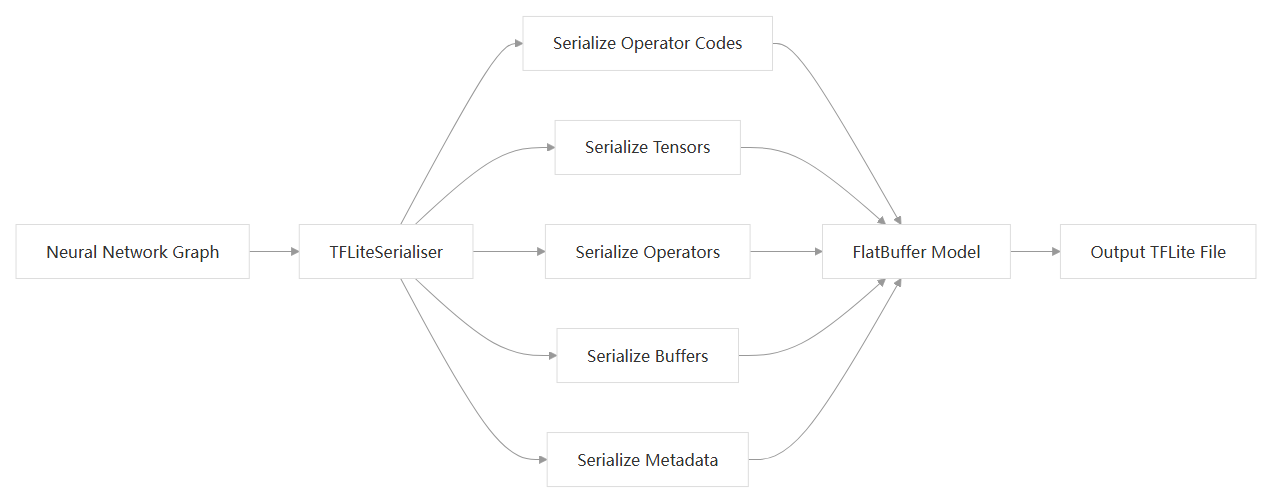 Neural Network Graph
TFLiteSerialiser
Serialize Operator Codes
Serialize Tensors
Serialize Operators
Serialize Buffers
Serialize Metadata
FlatBuffer Model
Output TFLite File